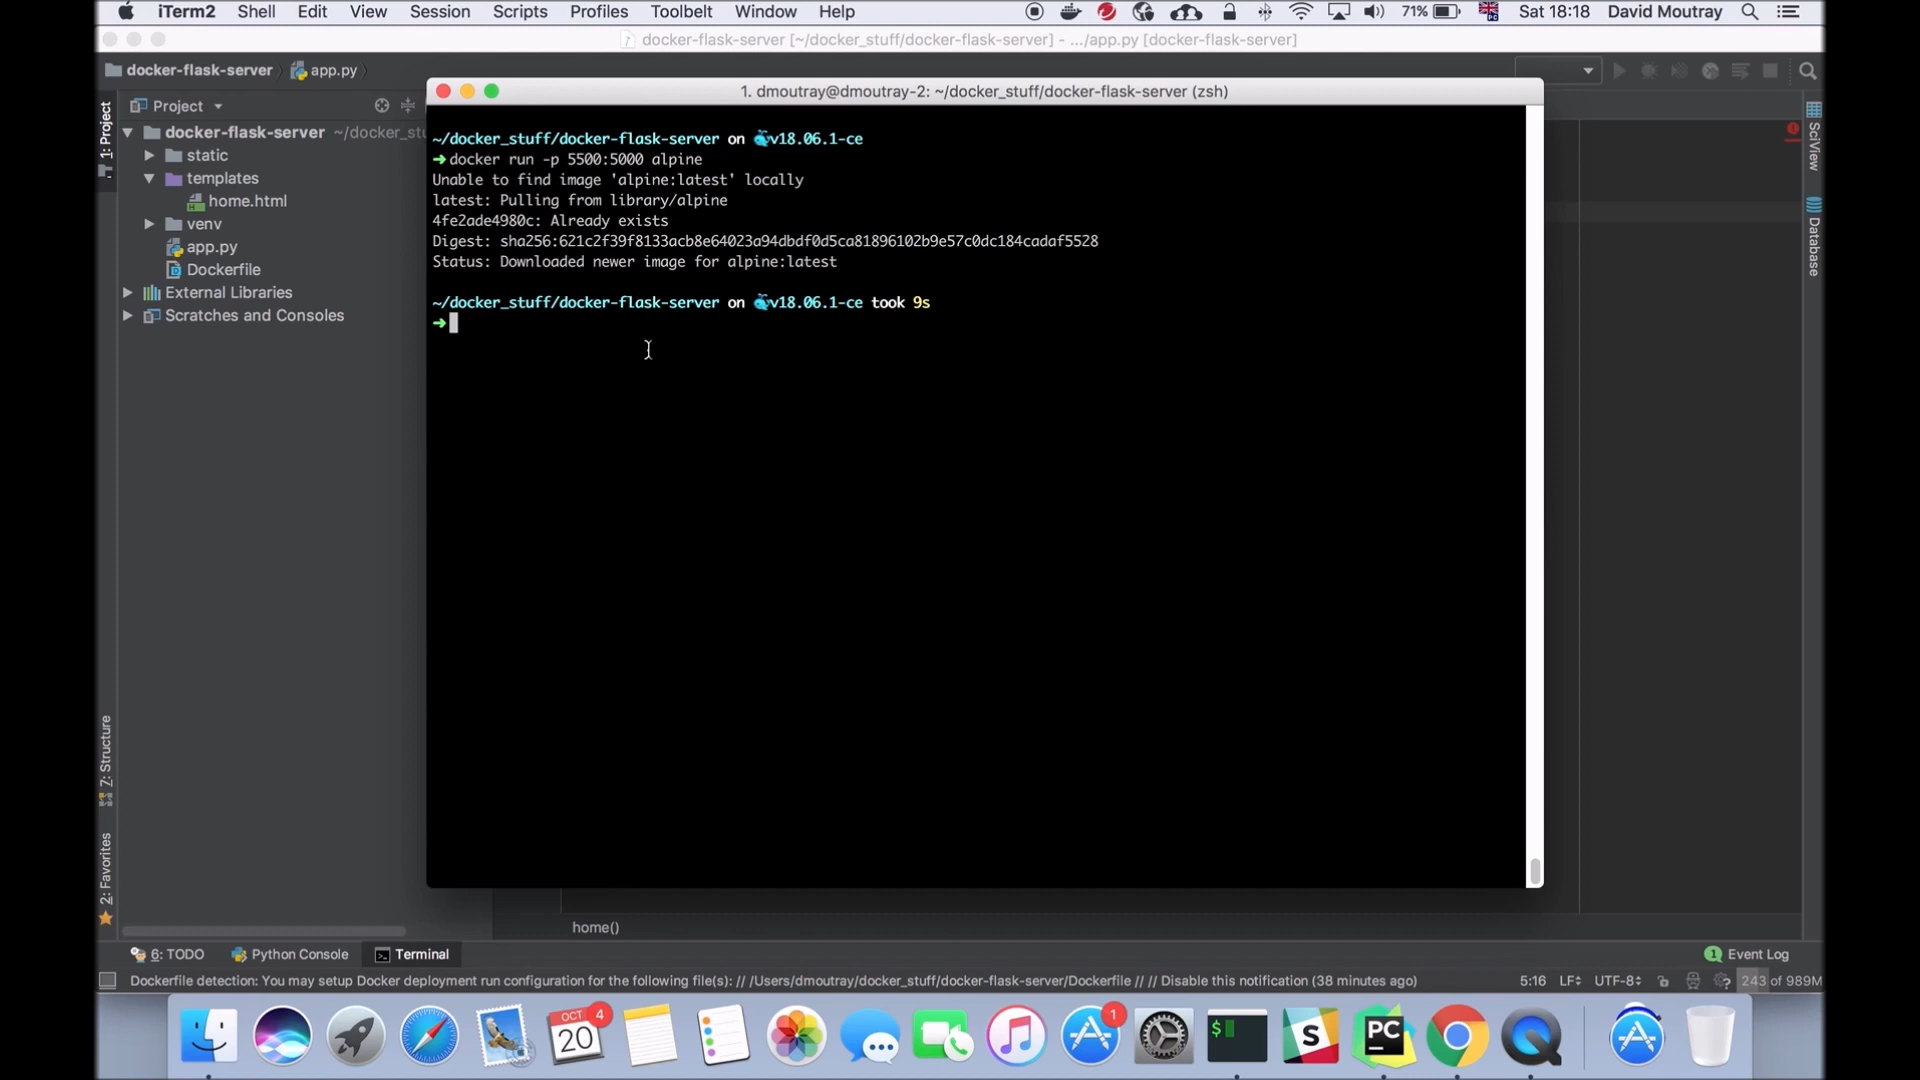 iTerm2 Shell Edit View Session Scripts Profiles Toolbelt Window Help 71% Sat 18:18 David Moutray
docker-flask-server [~/docker_stuff/docker-flask-server] - .../app.py [docker-flask-server]
docker-flask-server app.py
1. dmoutray@dmoutray-2: ~/docker_stuff/docker-flask-server (zsh)
1: Project
Project
docker-flask-server ~/docker_stu
static
templates
home.html
venv
app.py
Dockerfile
External Libraries
Scratches and Consoles
~/docker_stuff/docker-flask-server on v18.06.1-ce
➜ docker run -p 5500:5000 alpine
Unable to find image 'alpine:latest' locally
latest: Pulling from library/alpine
4fe2ade4980c: Already exists
Digest: sha256:621c2f39f8133acb8e64023a94dbdf0d5ca81896102b9e57c0dc184cadaf5528
Status: Downloaded newer image for alpine:latest
~/docker_stuff/docker-flask-server on v18.06.1-ce took 9s
➜
SciView
Database
7: Structure
2: Favorites
home()
6: TODO Python Console Terminal 1 Event Log
Dockerfile detection: You may setup Docker deployment run configuration for the following file(s): // /Users/dmoutray/docker_stuff/docker-flask-server/Dockerfile // // Disable this notification (38 minutes ago) 5:16 LF UTF-8 243 of 989M
OCT 4
20
1
$
S
PC